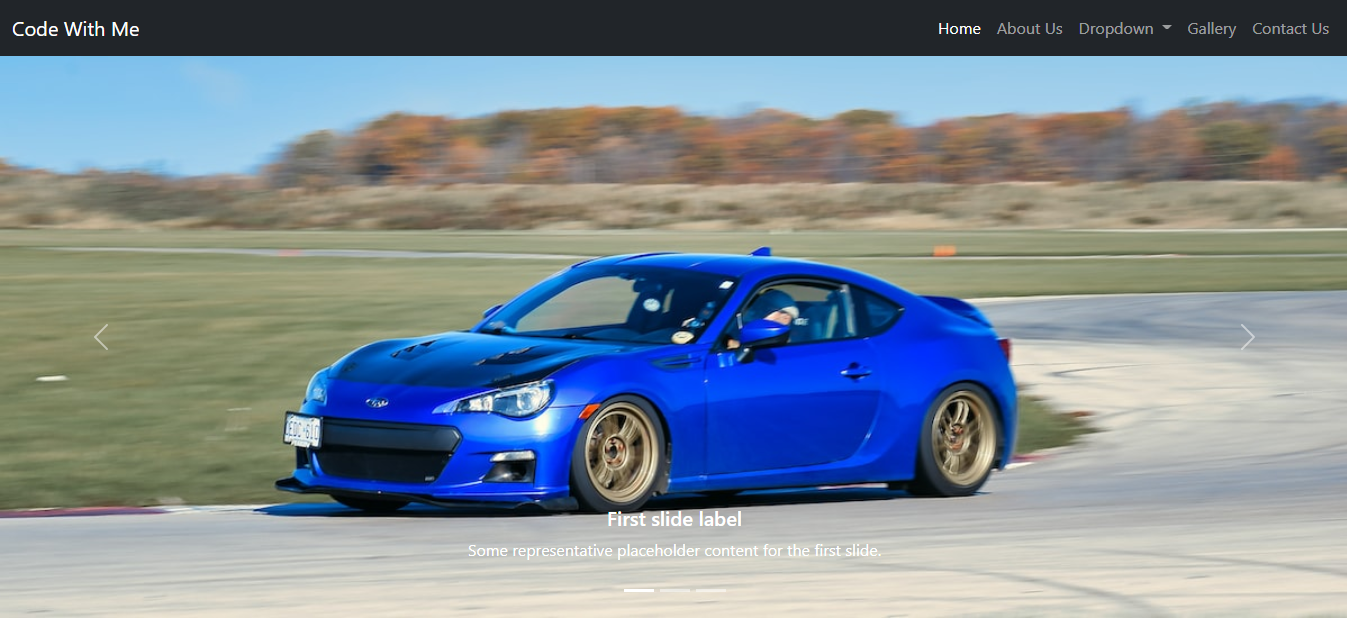 Code With Me
Home About Us Dropdown Gallery Contact Us
First slide label
Some representative placeholder content for the first slide.